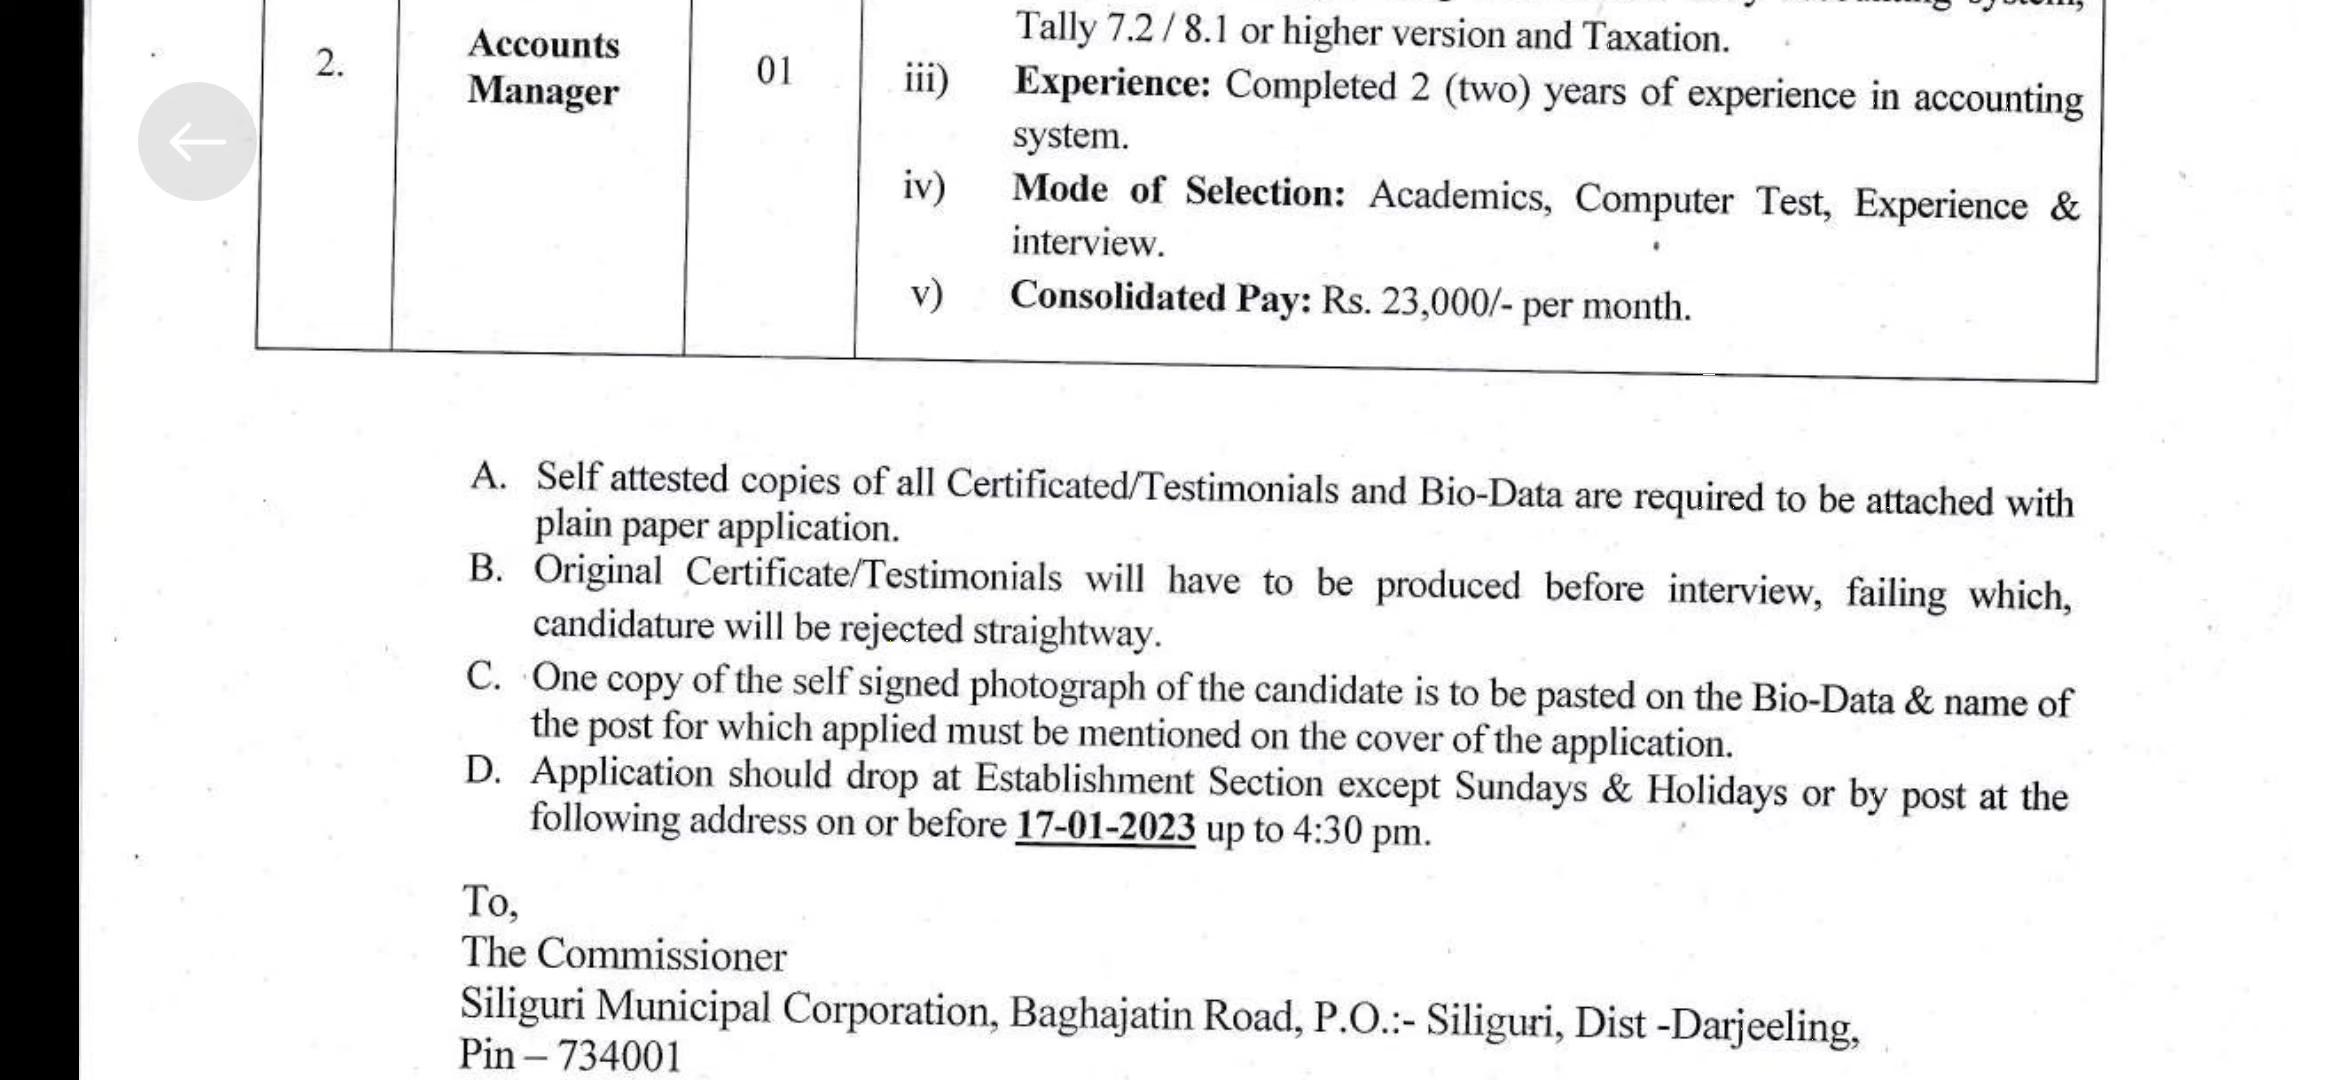 Tally 7.2 / 8.1 or higher version and Taxation.
2.
Accounts
Manager
01
iii) Experience: Completed 2 (two) years of experience in accounting
system.
iv) Mode of Selection: Academics, Computer Test, Experience &
interview.
v) Consolidated Pay: Rs. 23,000/- per month.
A. Self attested copies of all Certificated/Testimonials and Bio-Data are required to be attached with
plain paper application.
B. Original Certificate/Testimonials will have to be produced before interview, failing which,
candidature will be rejected straightway.
C. One copy of the self signed photograph of the candidate is to be pasted on the Bio-Data & name of
the post for which applied must be mentioned on the cover of the application.
D. Application should drop at Establishment Section except Sundays & Holidays or by post at the
following address on or before 17-01-2023 up to 4:30 pm.
To,
The Commissioner
Siliguri Municipal Corporation, Baghajatin Road, P.O.:- Siliguri, Dist -Darjeeling,
Pin – 734001